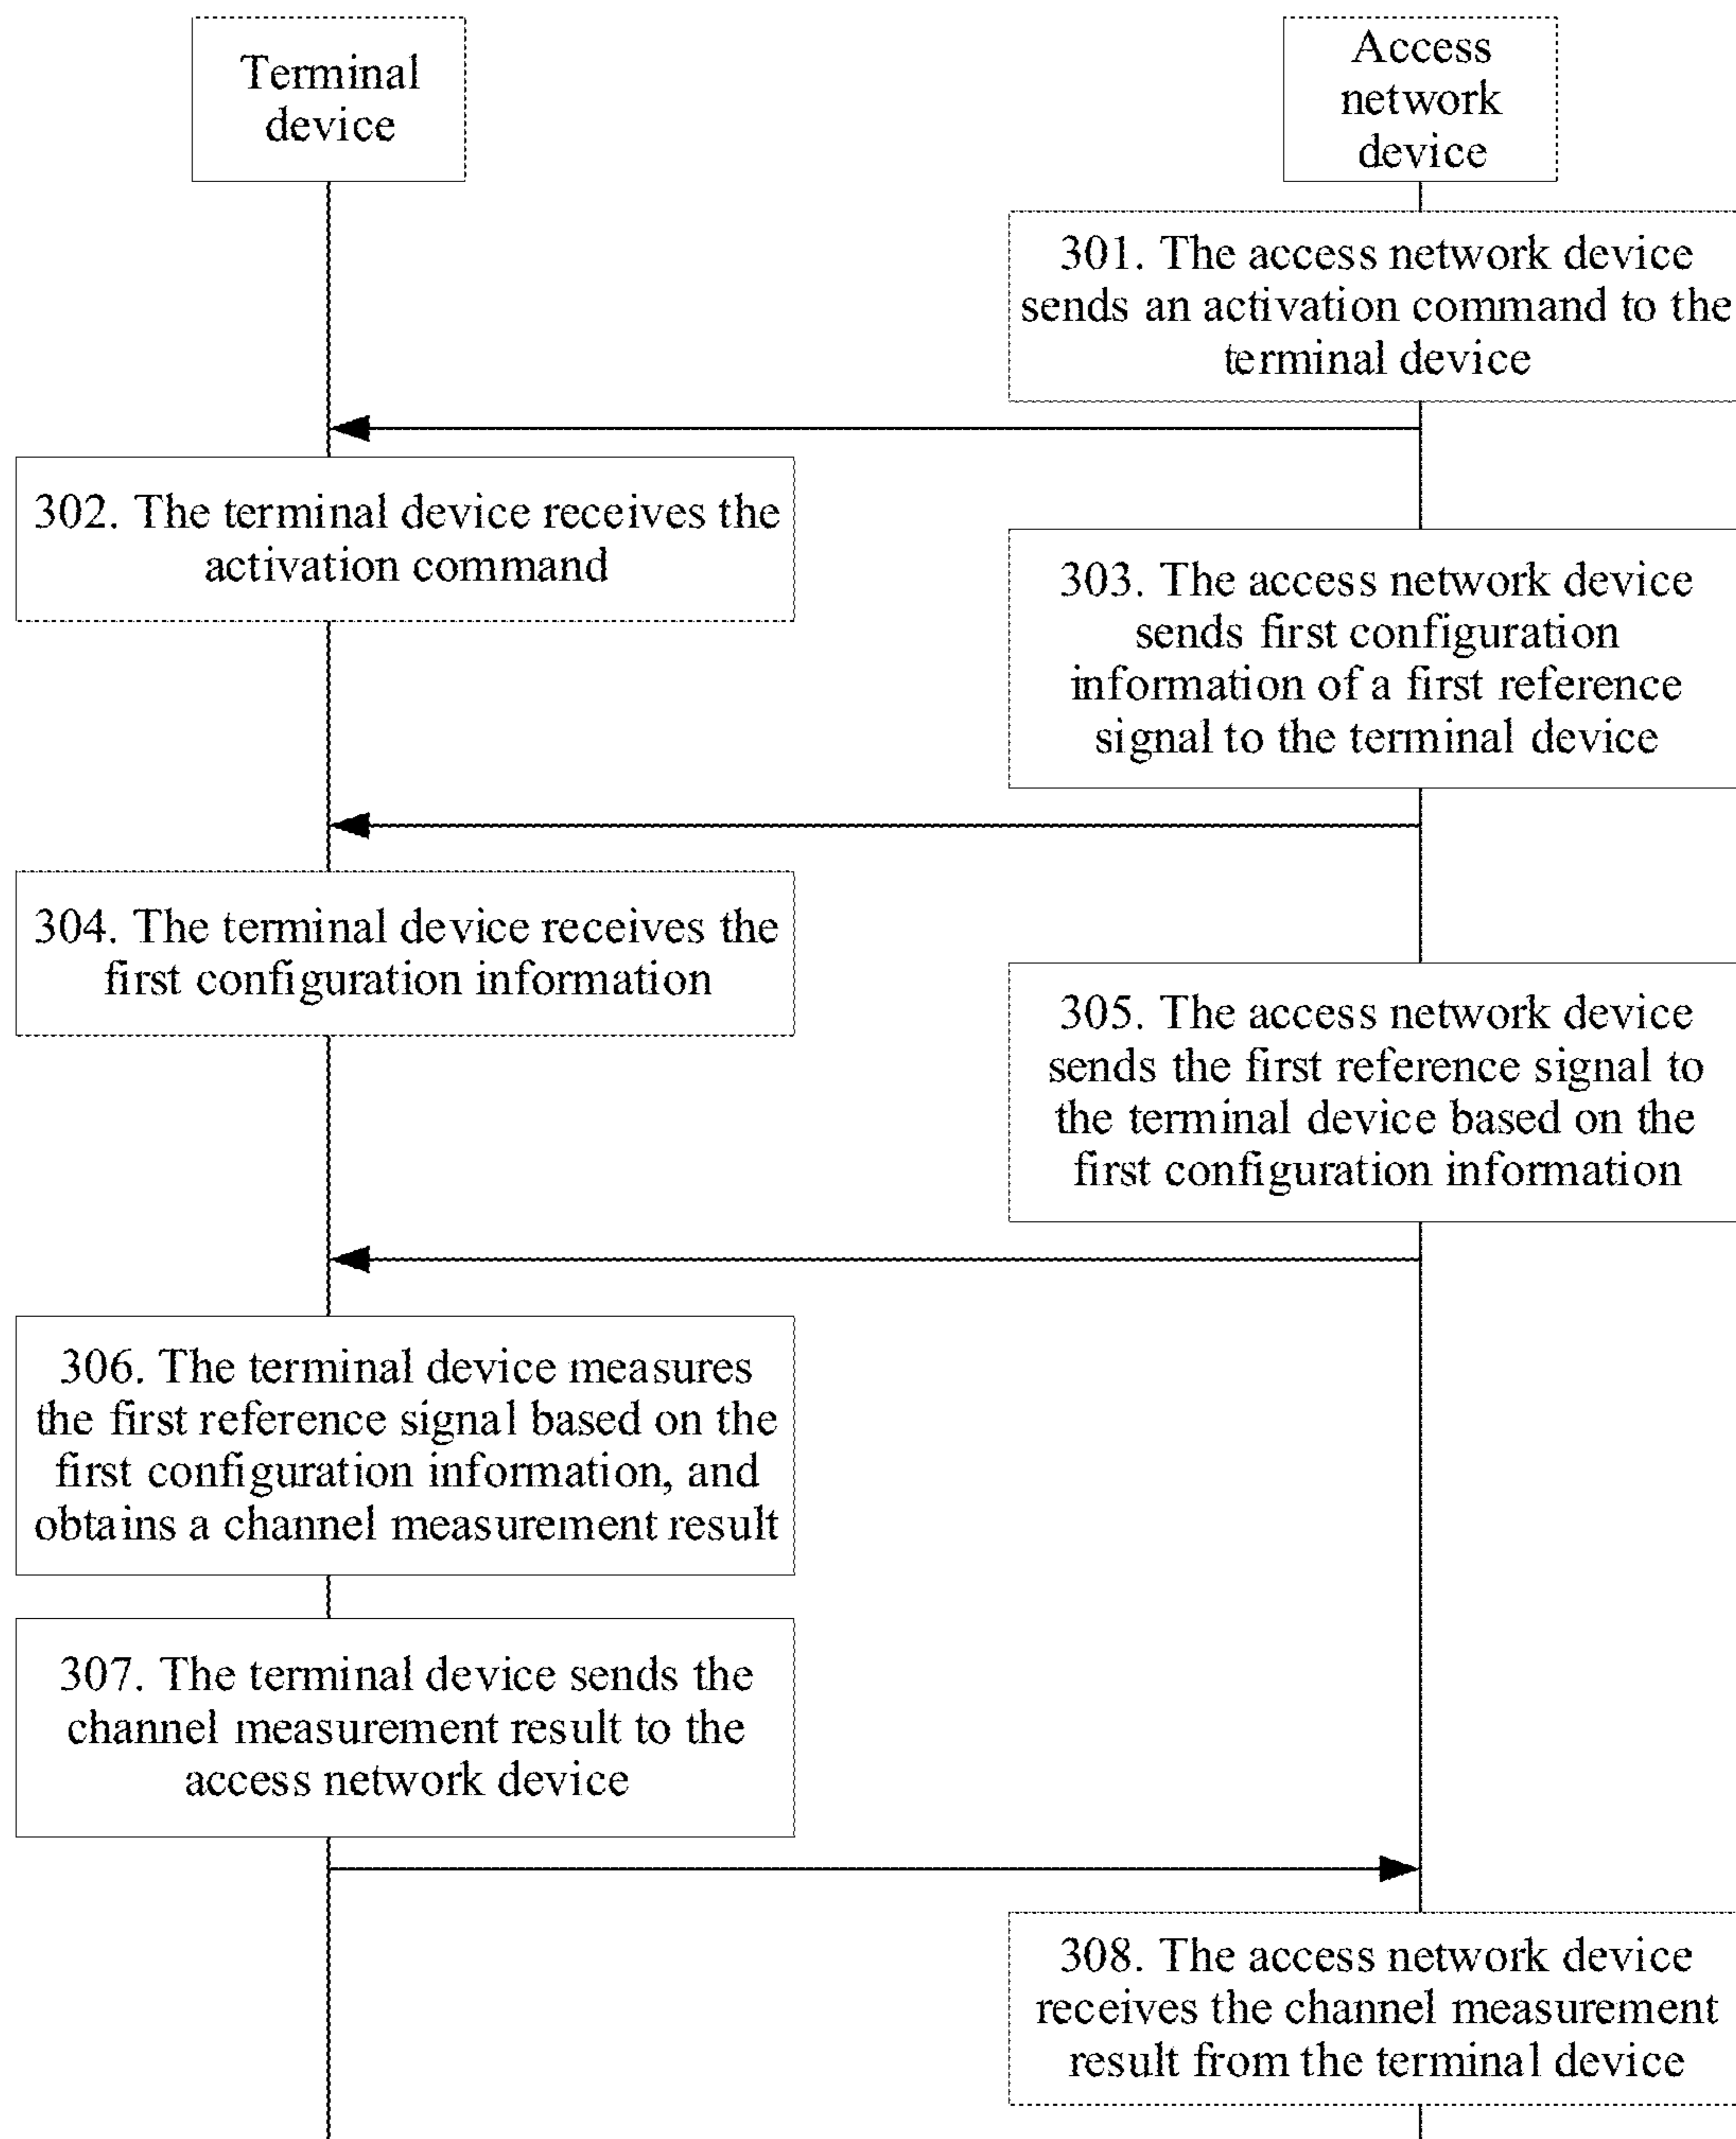 Terminal
device
Access
network
device
301. The access network device
sends an activation command to the
terminal device
302. The terminal device receives the
activation command
303. The access network device
sends first configuration
information of a first reference
signal to the terminal device
304. The terminal device receives the
first configuration information
305. The access network device
sends the first reference signal to
the terminal device based on the
first configuration information
306. The terminal device measures
the first reference signal based on the
first configuration information, and
obtains a channel measurement result
307. The terminal device sends the
channel measurement result to the
access network device
308. The access network device
receives the channel measurement
result from the terminal device